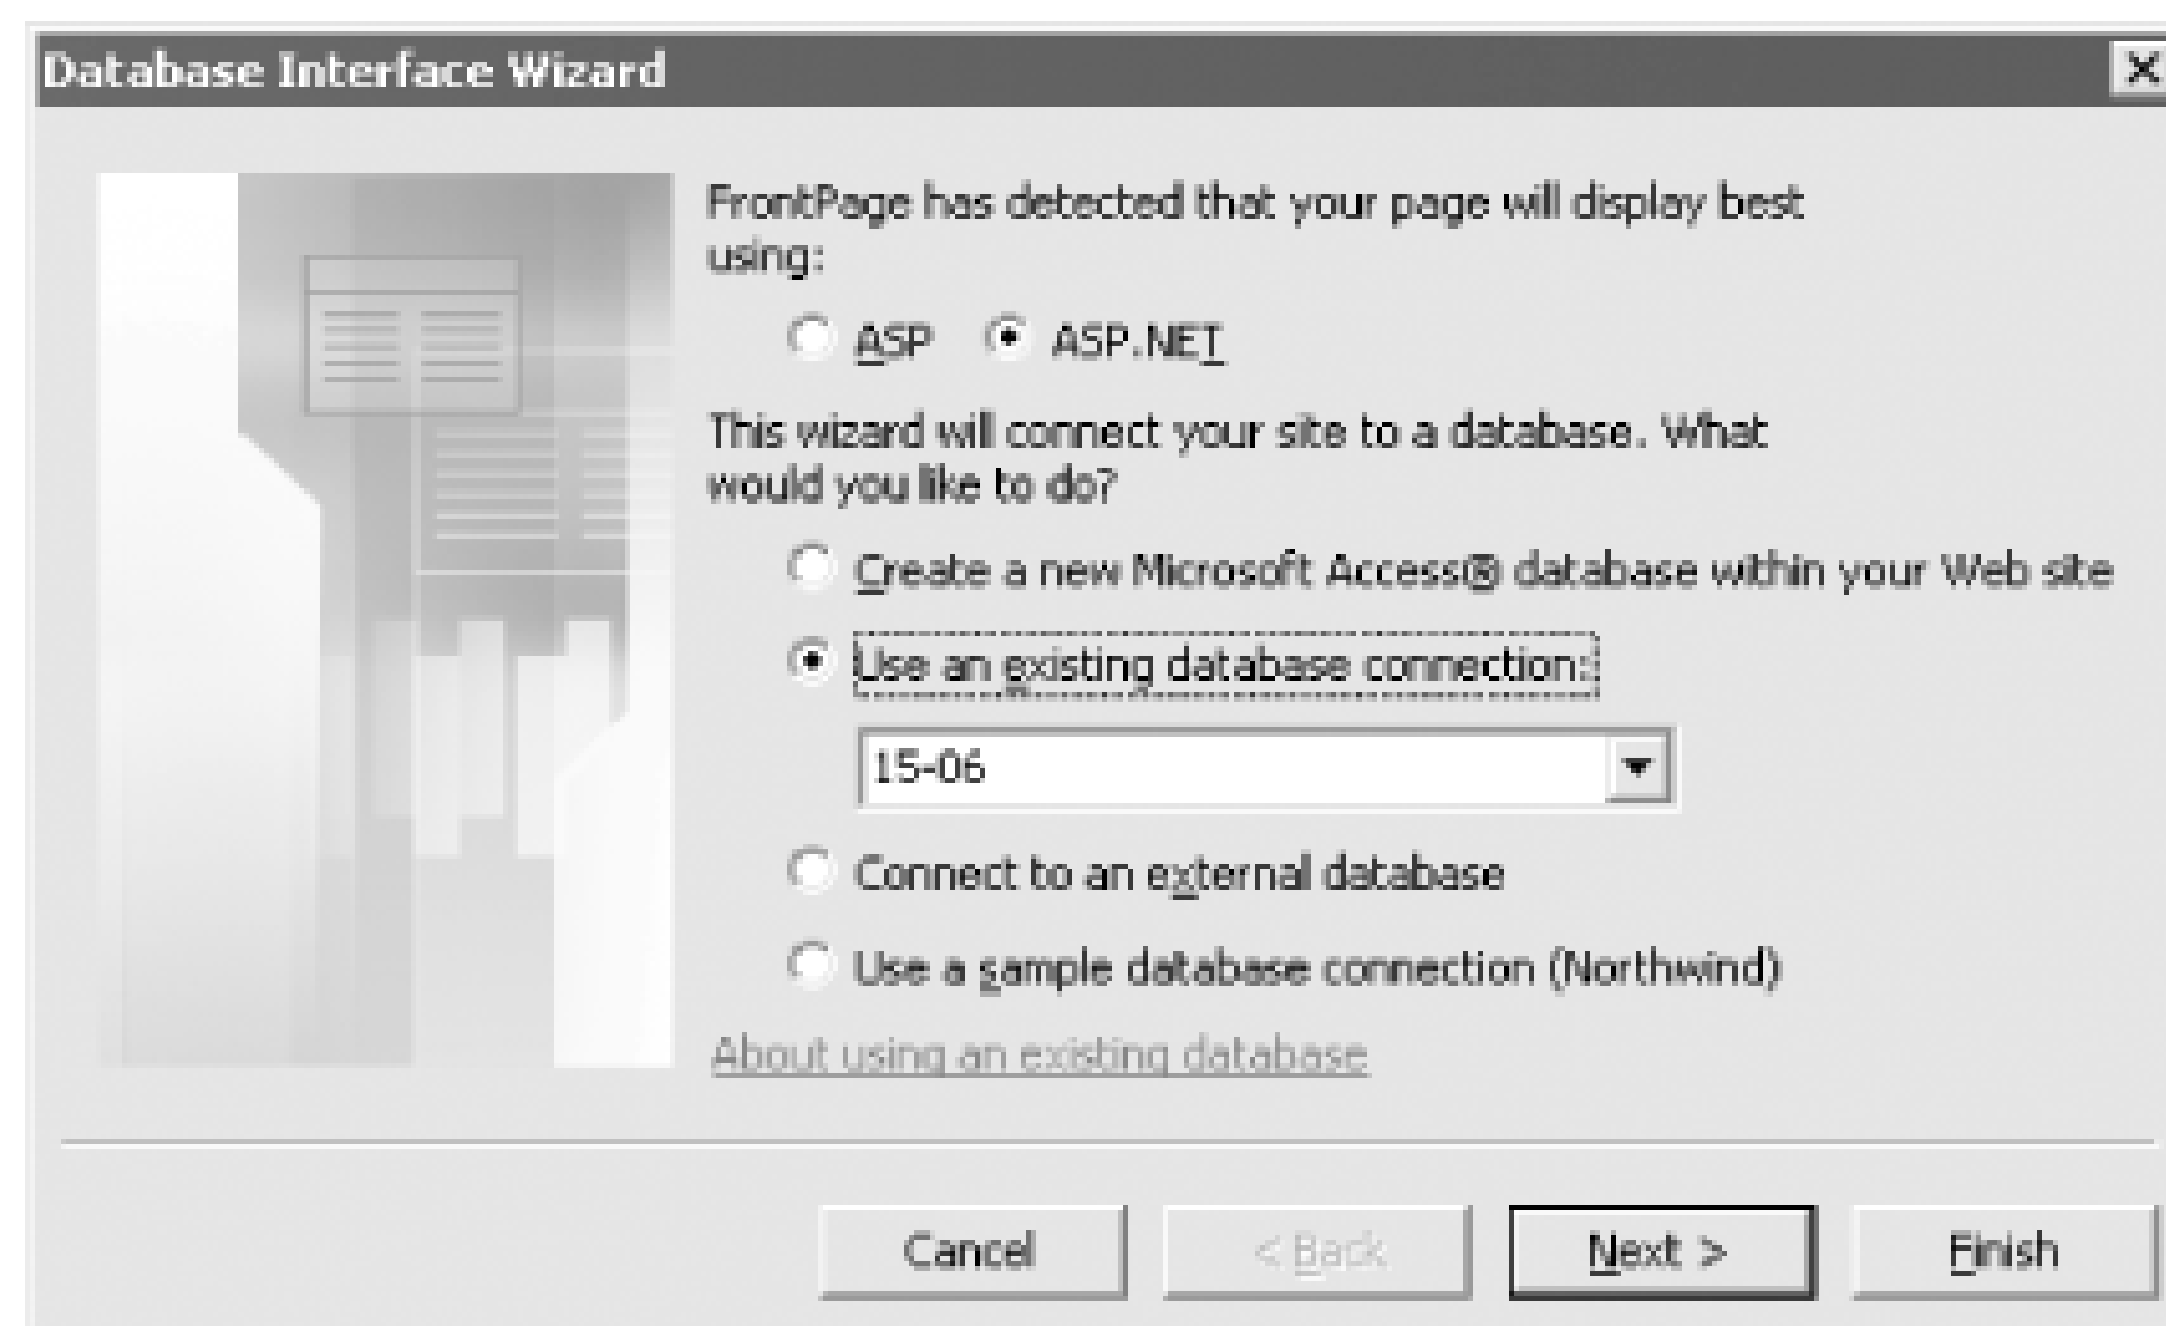 Database Interface Wizard
FrontPage has detected that your page will display best
using:
ASP ASP.NET
This wizard will connect your site to a database. What
would you like to do?
Create a new Microsoft Access® database within your Web site
Use an existing database connection:
15-06
Connect to an external database
Use a sample database connection (Northwind)
About using an existing database
Cancel < Back Next > Finish